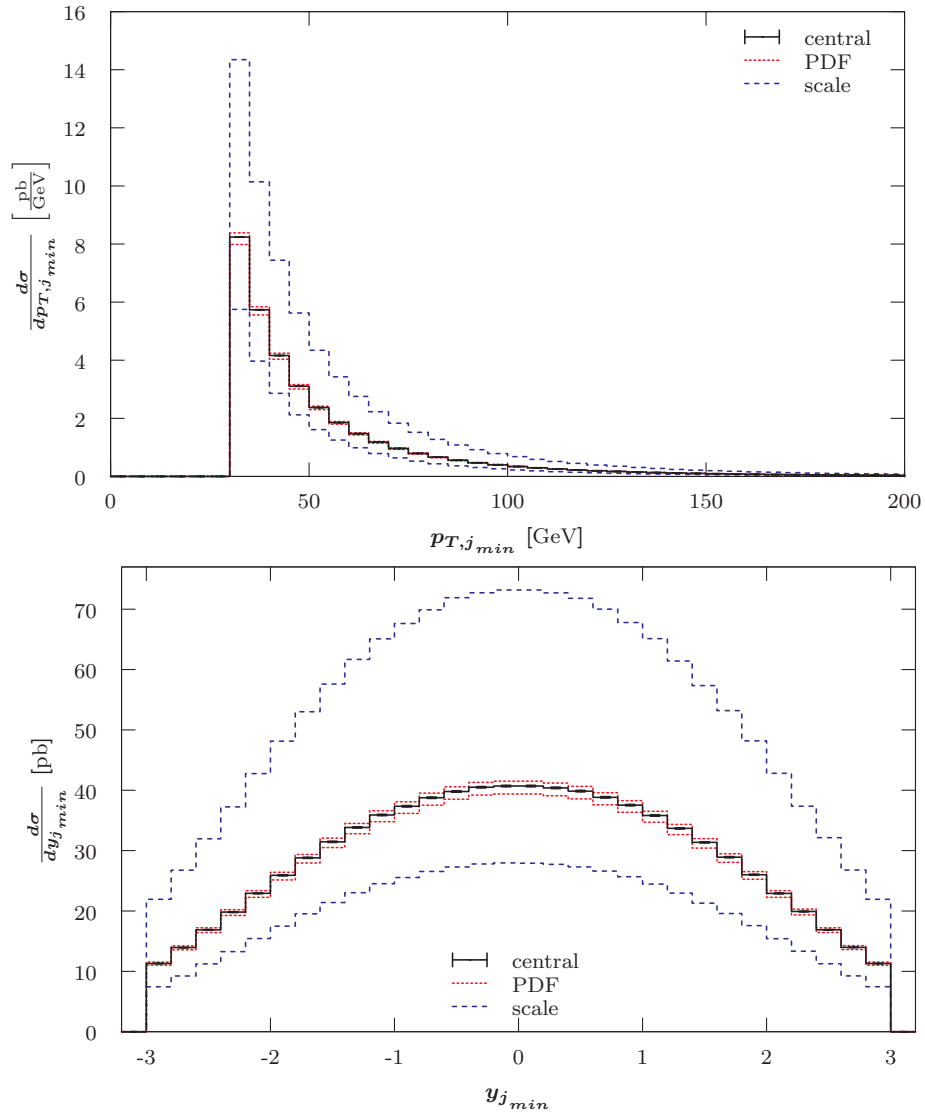 16
14
12
10
8
6
4
2
0
dσ/dp_{T,j_{min}} [pb/GeV]
central
PDF
scale
0 50 100 150 200
p_{T,j_{min}} [GeV]
70
60
50
40
30
20
10
0
dσ/dy_{j_{min}} [pb]
central
PDF
scale
-3 -2 -1 0 1 2 3
y_{j_{min}}